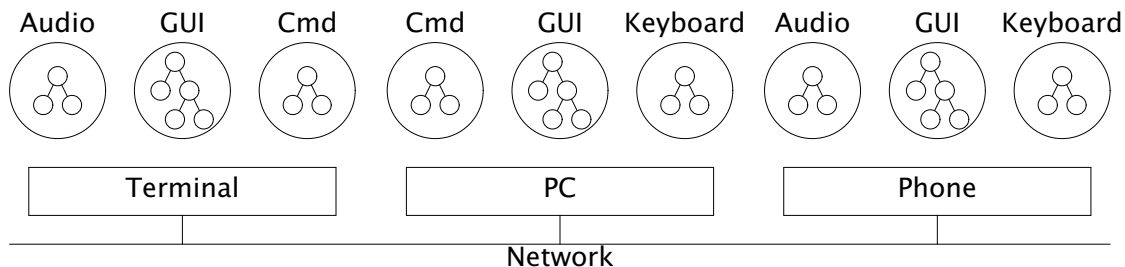 Audio GUI Cmd Cmd GUI Keyboard Audio GUI Keyboard
Terminal PC Phone
Network